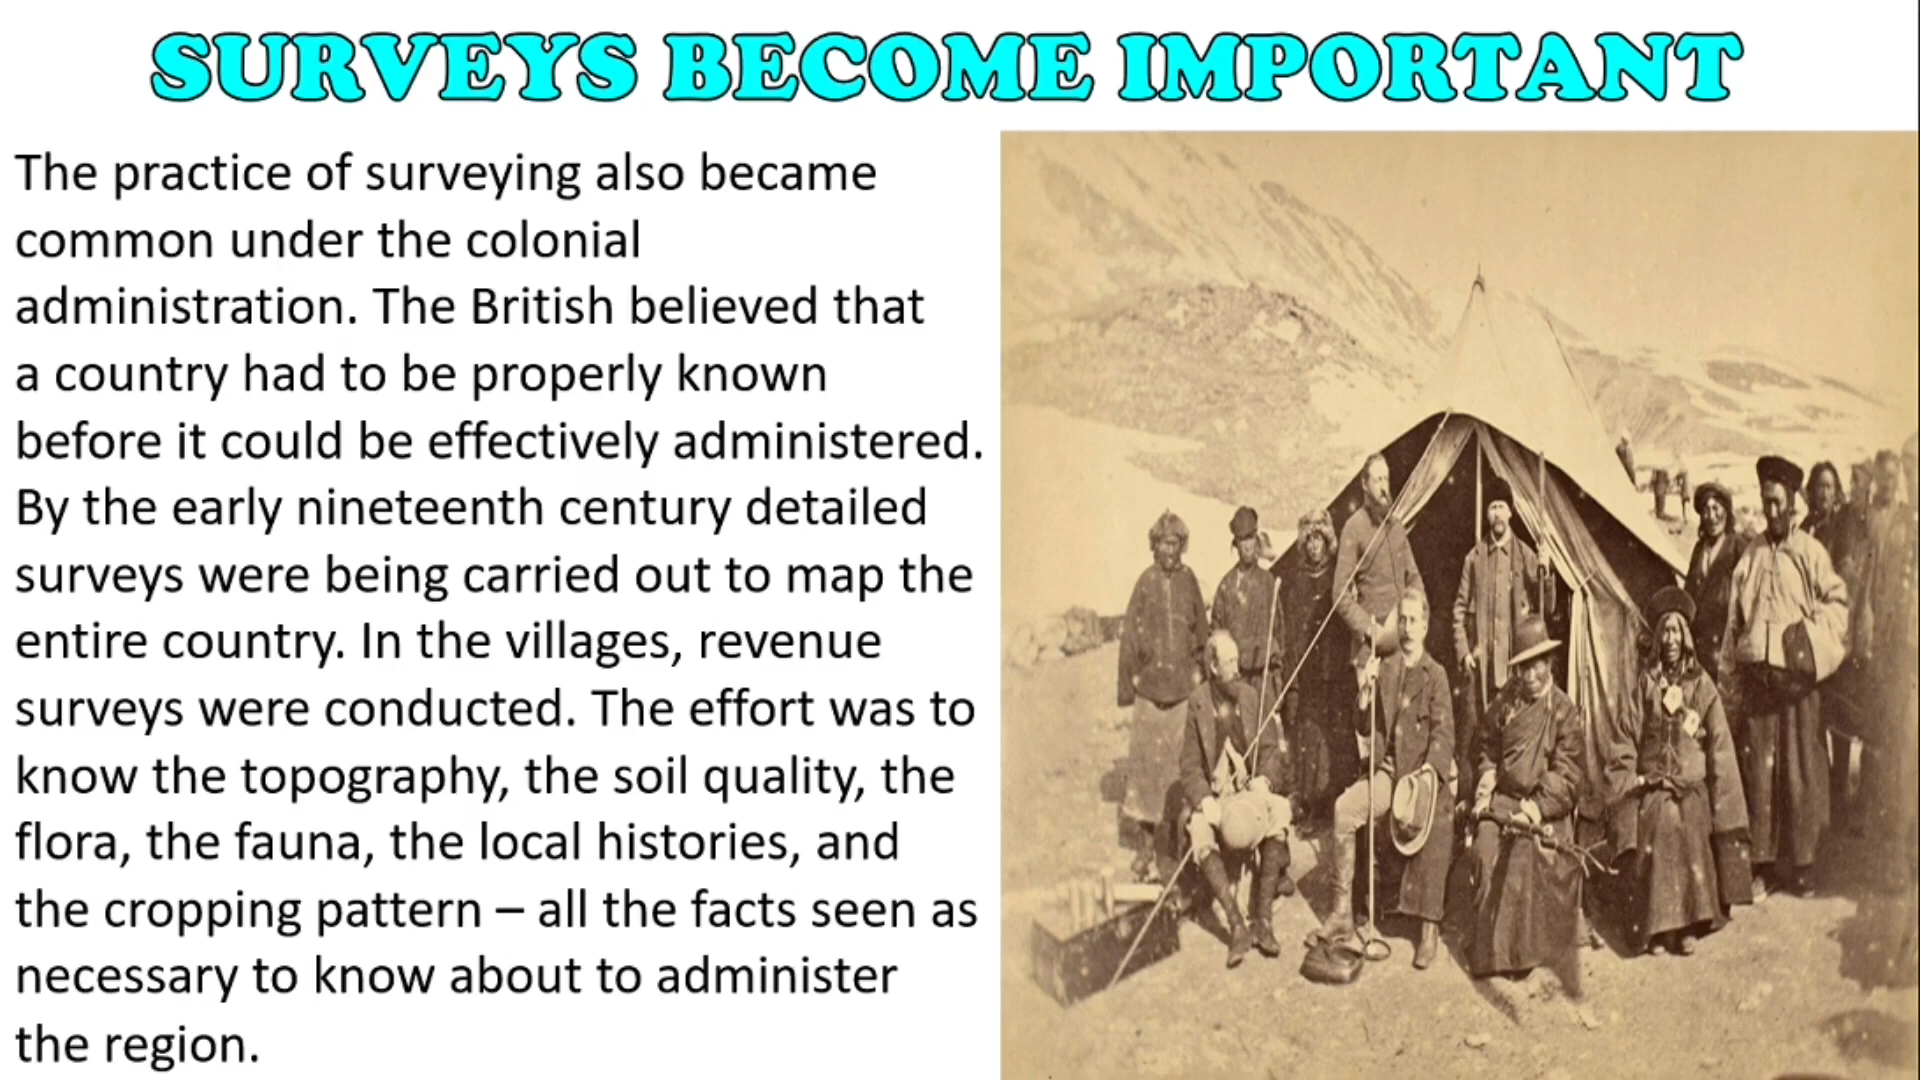 SURVEYS BECOME IMPORTANT
The practice of surveying also became
common under the colonial
administration. The British believed that
a country had to be properly known
before it could be effectively administered.
By the early nineteenth century detailed
surveys were being carried out to map the
entire country. In the villages, revenue
surveys were conducted. The effort was to
know the topography, the soil quality, the
flora, the fauna, the local histories, and
the cropping pattern – all the facts seen as
necessary to know about to administer
the region.